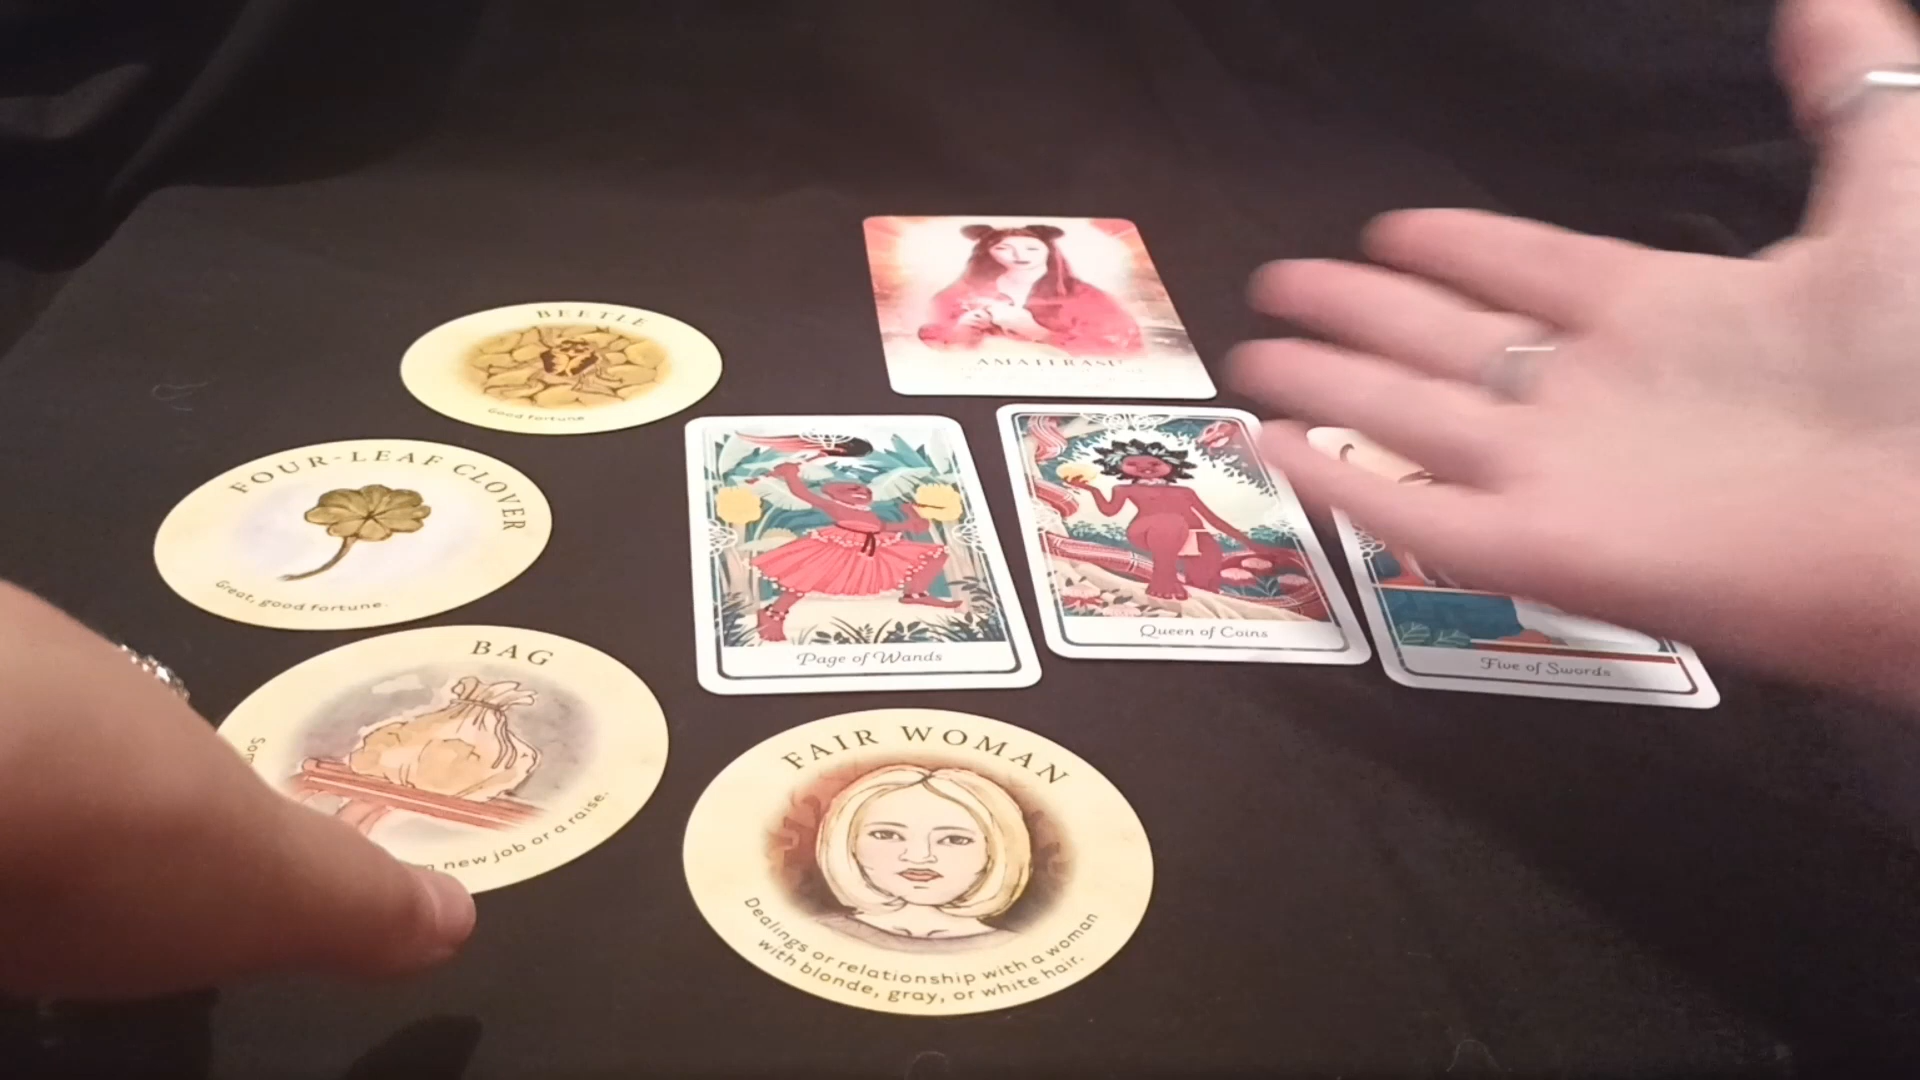 BEETLE
Good fortune
AMATERASU
FOUR-LEAF CLOVER
Great, good fortune.
Page of Wands
Queen of Coins
Five of Swords
BAG
new job or a raise.
FAIR WOMAN
Dealings or relationship with a woman
with blonde, gray, or white hair.